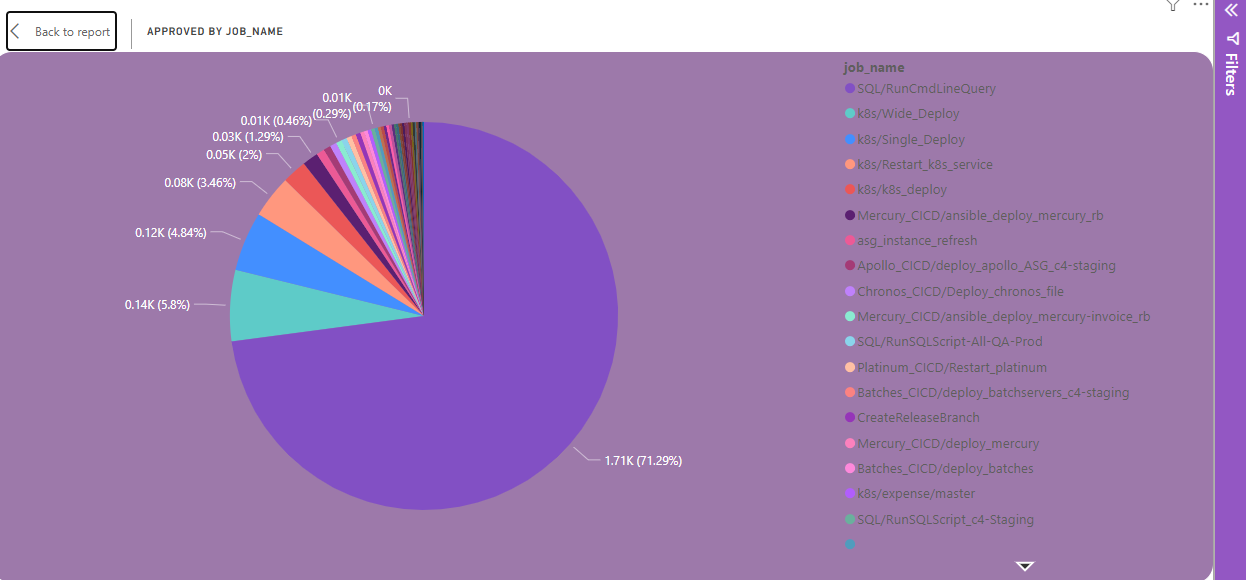 Back to report
APPROVED BY JOB_NAME
Filters
0K
0.01K
(0.17%)
(0.29%)
0.01K (0.46%)
0.03K (1.29%)
0.05K (2%)
0.08K (3.46%)
0.12K (4.84%)
0.14K (5.8%)
1.71K (71.29%)
job_name
SQL/RunCmdLineQuery
k8s/Wide_Deploy
k8s/Single_Deploy
k8s/Restart_k8s_service
k8s/k8s_deploy
Mercury_CICD/ansible_deploy_mercury_rb
asg_instance_refresh
Apollo_CICD/deploy_apollo_ASG_c4-staging
Chronos_CICD/Deploy_chronos_file
Mercury_CICD/ansible_deploy_mercury-invoice_rb
SQL/RunSQLScript-All-QA-Prod
Platinum_CICD/Restart_platinum
Batches_CICD/deploy_batchservers_c4-staging
CreateReleaseBranch
Mercury_CICD/deploy_mercury
Batches_CICD/deploy_batches
k8s/expense/master
SQL/RunSQLScript_c4-Staging